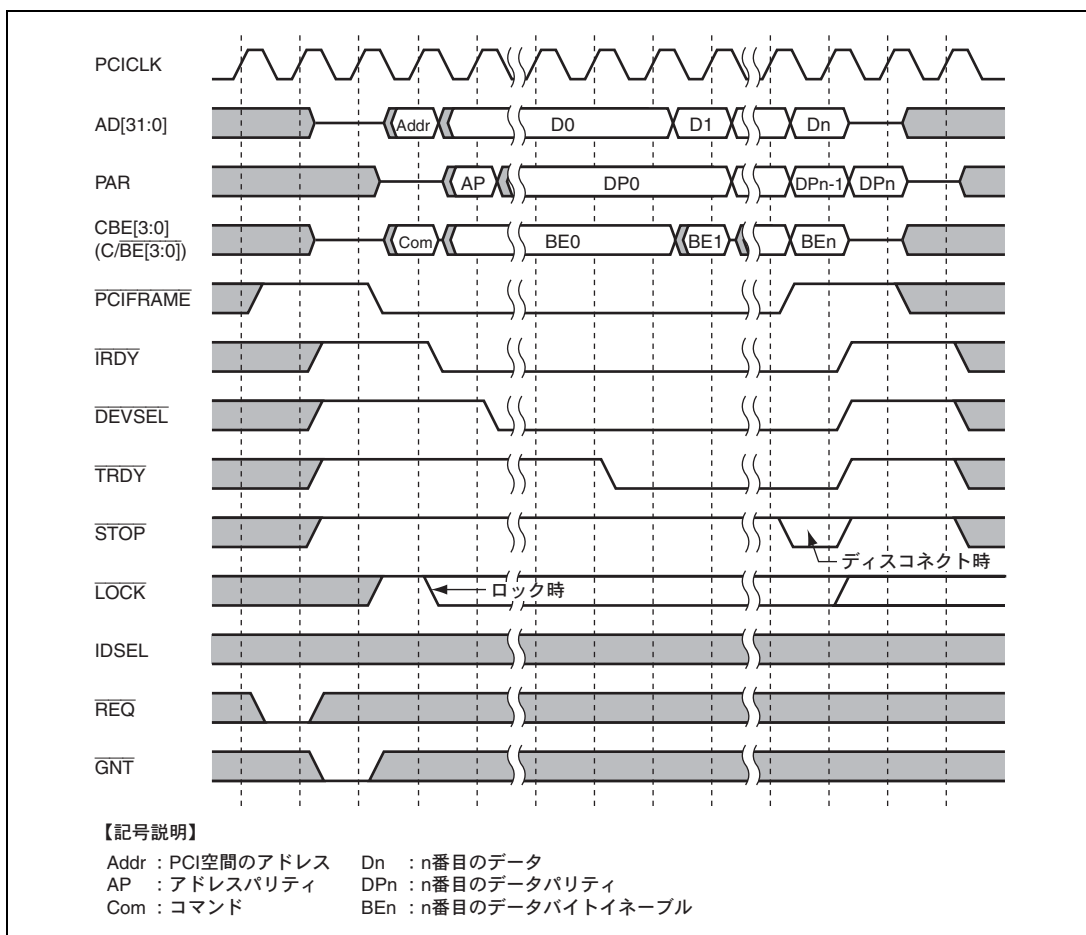 PCICLK
AD[31:0] Addr D0 D1 Dn
PAR AP DP0 DPn-1 DPn
CBE[3:0]
(C/BE[3:0]) Com BE0 BE1 BEn
PCIFRAME
IRDY
DEVSEL
TRDY
STOP
ディスコネクト時
LOCK ロック時
IDSEL
REQ
GNT
【記号説明】
Addr : PCI空間のアドレス Dn : n番目のデータ
AP : アドレスパリティ DPn : n番目のデータパリティ
Com : コマンド BEn : n番目のデータバイトイネーブル